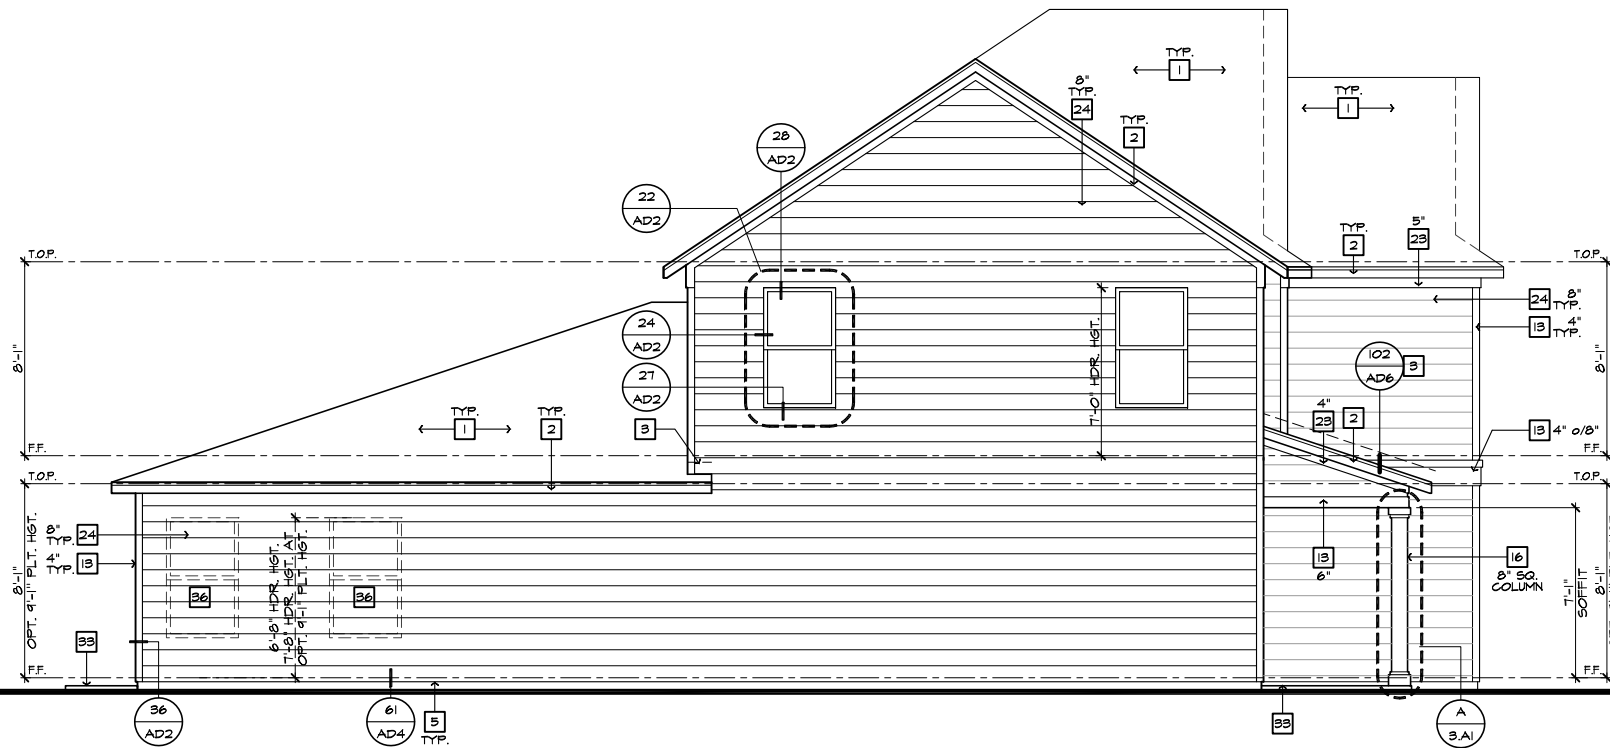 TYP.
1
TYP.
1
8"
TYP.
24
TYP.
2
28
AD2
22
AD2
TYP.
2
5"
23
T.O.P.
T.O.P.
24 8"
TYP.
13 4"
TYP.
24
AD2
27
AD2
7'-0" HDR. HGT.
102
AD6
3
8'-1"
8'-1"
TYP.
1
TYP.
2
3
4"
23
2
13 4" o/8"
F.F.
F.F.
T.O.P.
T.O.P.
8"
TYP.
24
4"
TYP.
13
8'-1"
OPT. 9'-1" PLT. HGT.
36
36
6'-8" HDR. HGT.
7'-8" HDR. HGT. AT
OPT. 9'-1" PLT. HGT.
13
6"
16
8" SQ.
COLUMN
7'-1"
SOFFIT
8'-1"
33
F.F.
F.F.
36
AD2
61
AD4
5
TYP.
33
A
3.A1